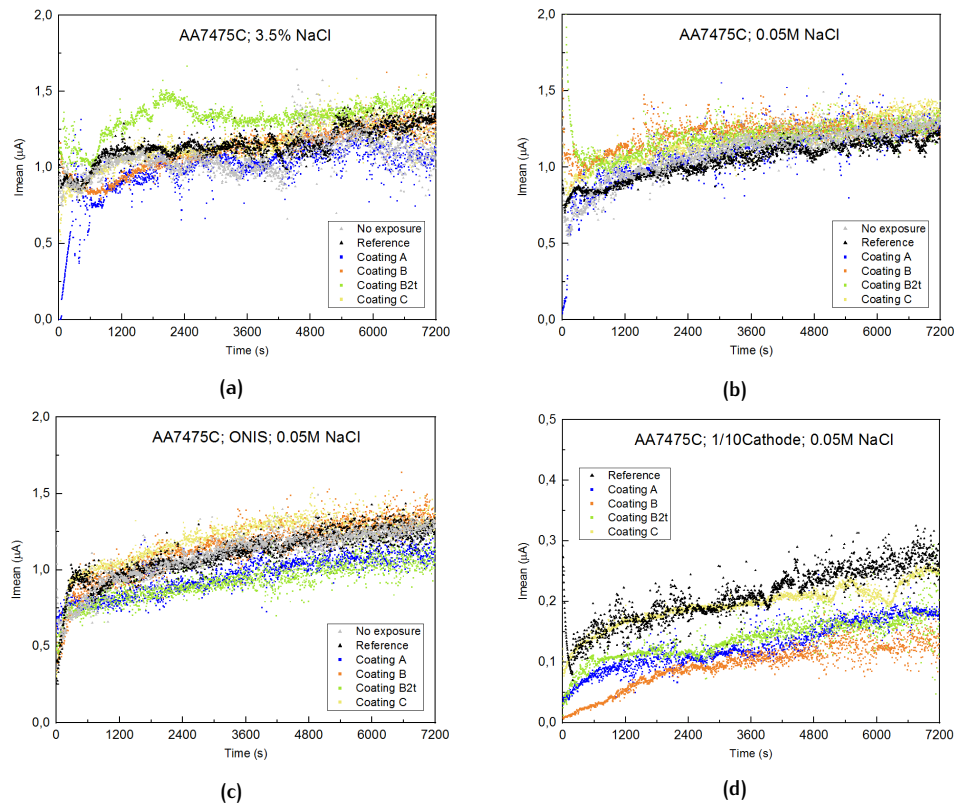 2,0
1,5
1,0
0,5
0,0
Imean (µA)
AA7475C; 3.5% NaCl
No exposure
Reference
Coating A
Coating B
Coating B2t
Coating C
0 1200 2400 3600 4800 6000 7200
Time (s)
(a)
2,0
1,5
1,0
0,5
0,0
Imean (µA)
AA7475C; 0.05M NaCl
No exposure
Reference
Coating A
Coating B
Coating B2t
Coating C
0 1200 2400 3600 4800 6000 7200
Time (s)
(b)
2,0
1,5
1,0
0,5
0,0
Imean (µA)
AA7475C; ONIS; 0.05M NaCl
No exposure
Reference
Coating A
Coating B
Coating B2t
Coating C
0 1200 2400 3600 4800 6000 7200
Time (s)
(c)
0,5
0,4
0,3
0,2
0,1
0,0
Imean (µA)
AA7475C; 1/10Cathode; 0.05M NaCl
Reference
Coating A
Coating B
Coating B2t
Coating C
0 1200 2400 3600 4800 6000 7200
Time (s)
(d)